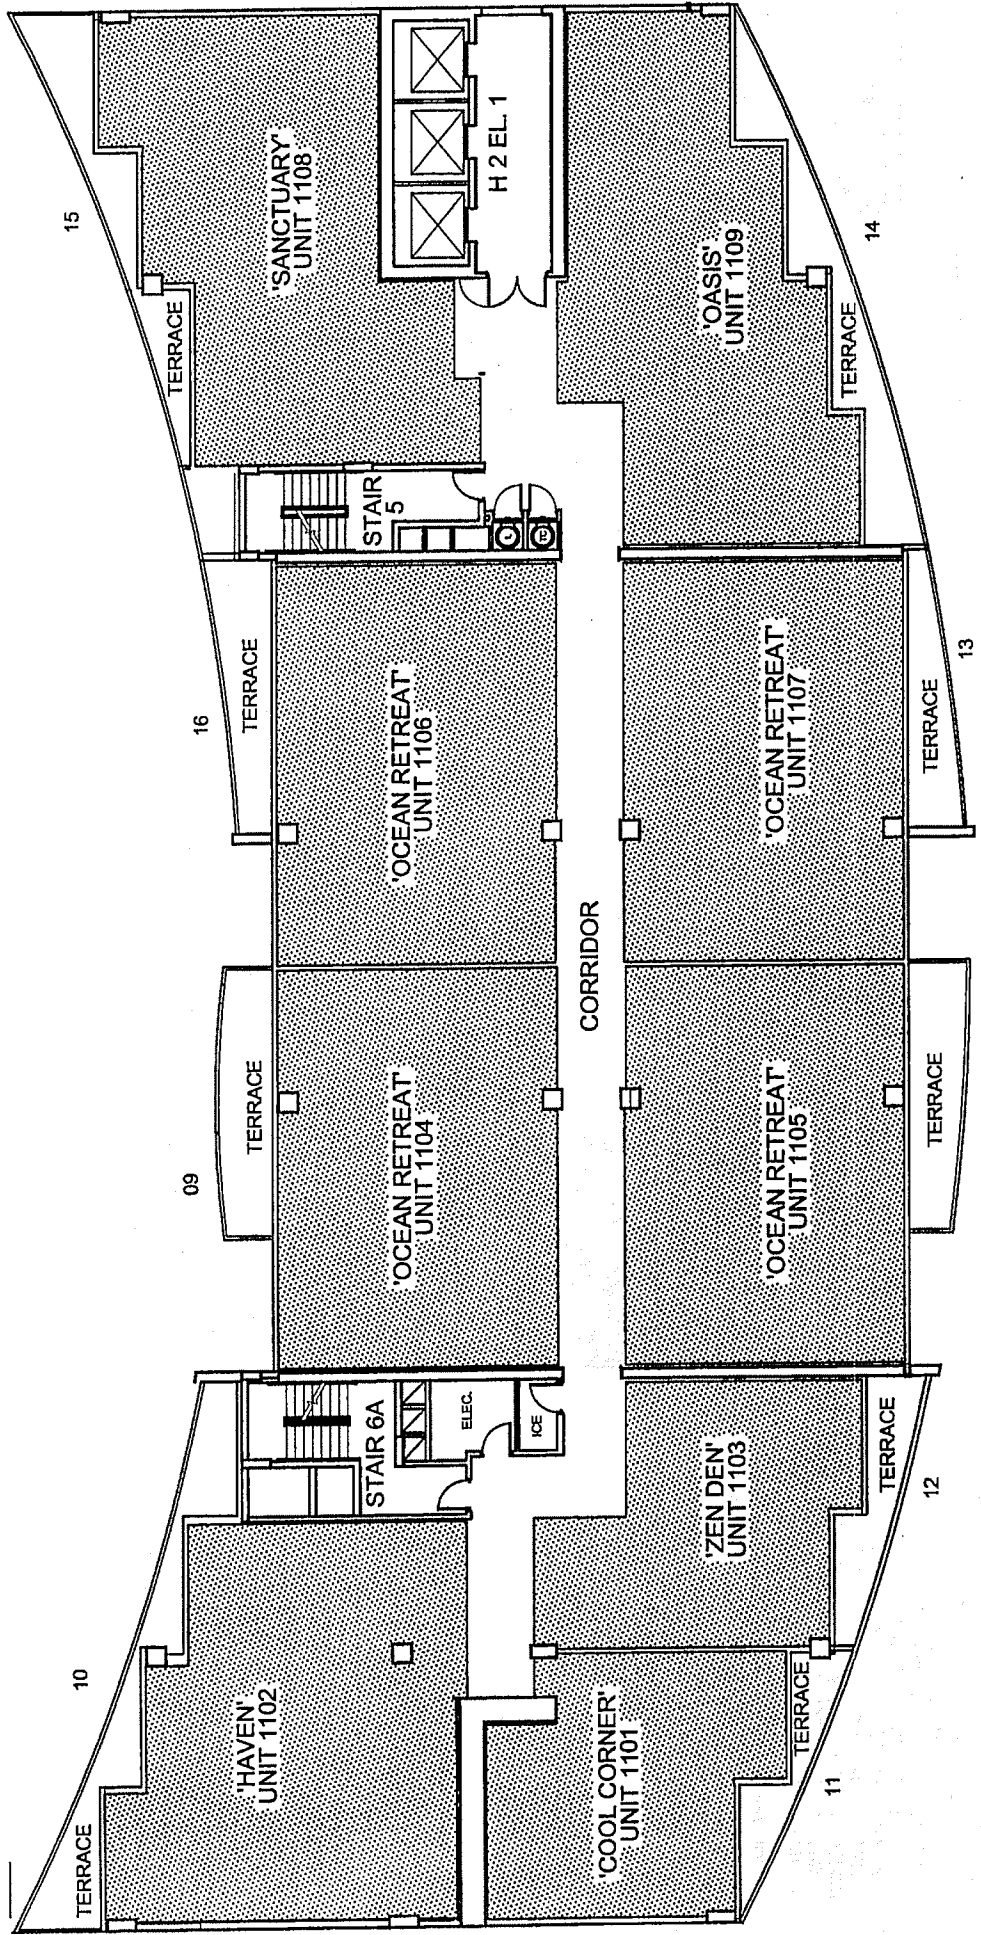 15
TERRACE
'SANCTUARY'
UNIT 1108
H 2 EL. 1
'OASIS'
UNIT 1109
TERRACE
14
STAIR
5
16
TERRACE
'OCEAN RETREAT'
UNIT 1106
'OCEAN RETREAT'
UNIT 1107
TERRACE
13
CORRIDOR
09
TERRACE
'OCEAN RETREAT'
UNIT 1104
'OCEAN RETREAT'
UNIT 1105
TERRACE
STAIR 6A
ELEC.
ICE
'ZEN DEN'
UNIT 1103
TERRACE
12
10
TERRACE
'HAVEN'
UNIT 1102
'COOL CORNER'
UNIT 1101
TERRACE
11